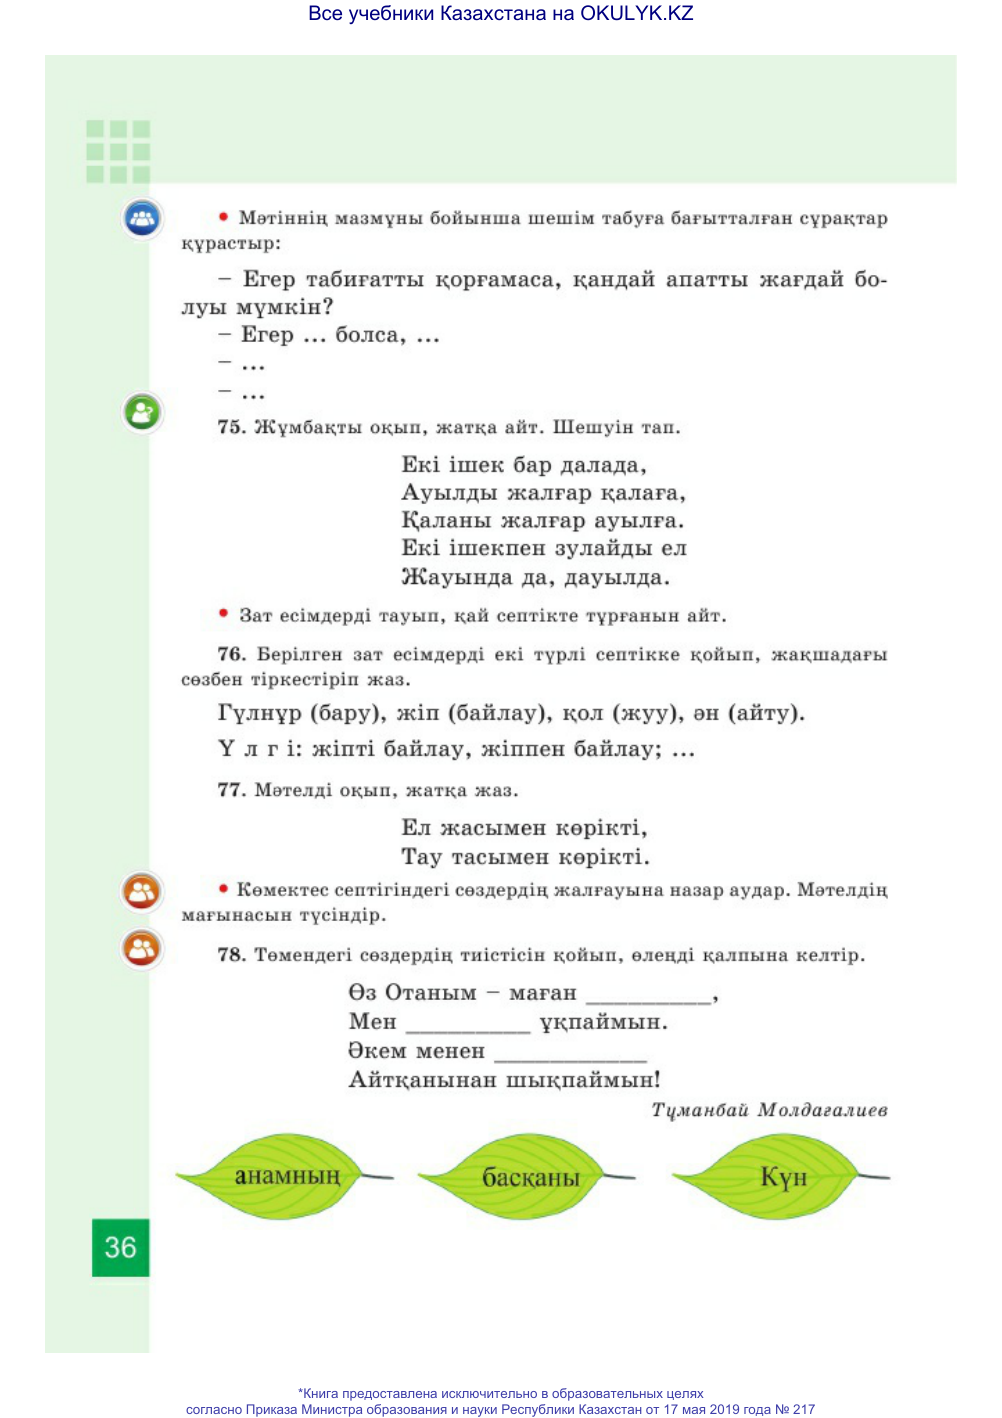 Все учебники Казахстана на OKULYK.KZ
• Мәтіннің мазмұны бойынша шешім табуға бағытталған сұрақтар
құрастыр:
– Егер табиғатты қорғамаса, қандай апатты жағдай бо-
луы мүмкін?
– Егер ... болса, ...
– ...
– ...
75. Жұмбақты оқып, жатқа айт. Шешуін тап.
Екі ішек бар далада,
Ауылды жалғар қалаға,
Қаланы жалғар ауылға.
Екі ішекпен зулайды ел
Жауында да, дауылда.
• Зат есімдерді тауып, қай септікте тұрғанын айт.
76. Берілген зат есімдерді екі түрлі септікке қойып, жақшадағы
сөзбен тіркестіріп жаз.
Гүлнұр (бару), жіп (байлау), қол (жуу), ән (айту).
Ү л г і: жіпті байлау, жіппен байлау; ...
77. Мәтелді оқып, жатқа жаз.
Ел жасымен көрікті,
Тау тасымен көрікті.
• Көмектес септігіндегі сөздердің жалғауына назар аудар. Мәтелдің
мағынасын түсіндір.
78. Төмендегі сөздердің тиістісін қойып, өлеңді қалпына келтір.
Өз Отаным – маған _________,
Мен _________ ұқпаймын.
Әкем менен ___________
Айтқанынан шықпаймын!
Тұманбай Молдағалиев
анамның басқаны Күн
36
*Книга предоставлена исключительно в образовательных целях
согласно Приказа Министра образования и науки Республики Казахстан от 17 мая 2019 года № 217